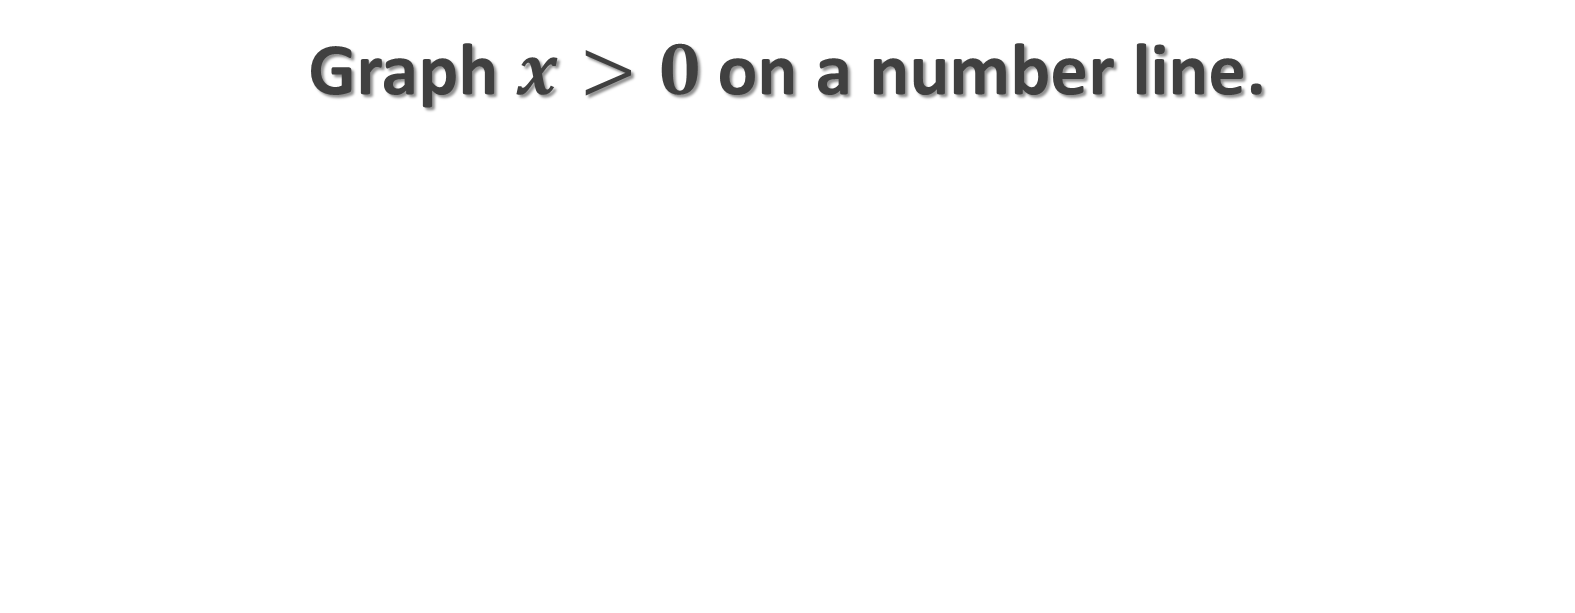 Graph 𝒙 > 𝟎 on a number line.